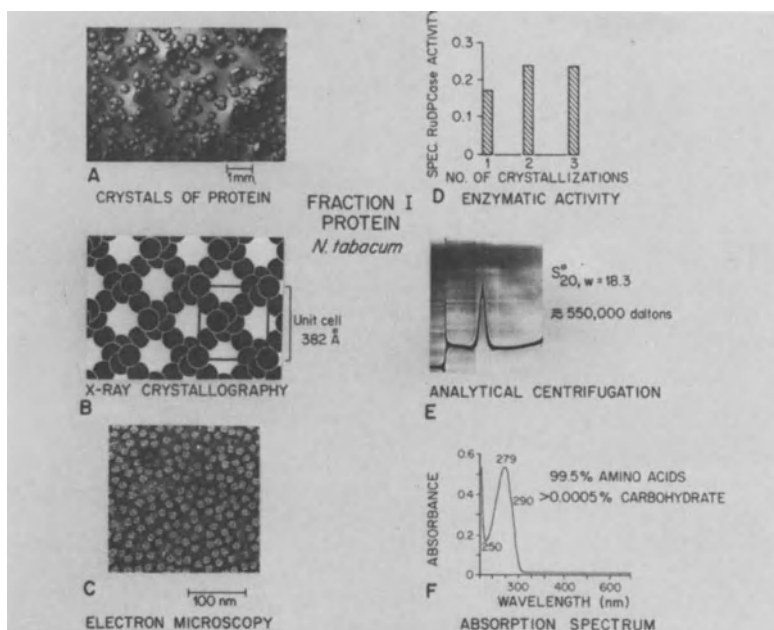 A
1mm
CRYSTALS OF PROTEIN
FRACTION I
PROTEIN
N. tabacum
SPEC. RuDPCase ACTIVITY
0.3
0.2
0.1
0
1
2
3
NO. OF CRYSTALLIZATIONS
D ENZYMATIC ACTIVITY
Unit cell
382 Å
X-RAY CRYSTALLOGRAPHY
B
S°20, w = 18.3
≈ 550,000 daltons
ANALYTICAL CENTRIFUGATION
E
C
100 nm
ELECTRON MICROSCOPY
ABSORBANCE
0.6
0.4
0.2
0
279
290
250
99.5% AMINO ACIDS
>0.0005% CARBOHYDRATE
300
400
600
WAVELENGTH (nm)
F
ABSORPTION SPECTRUM